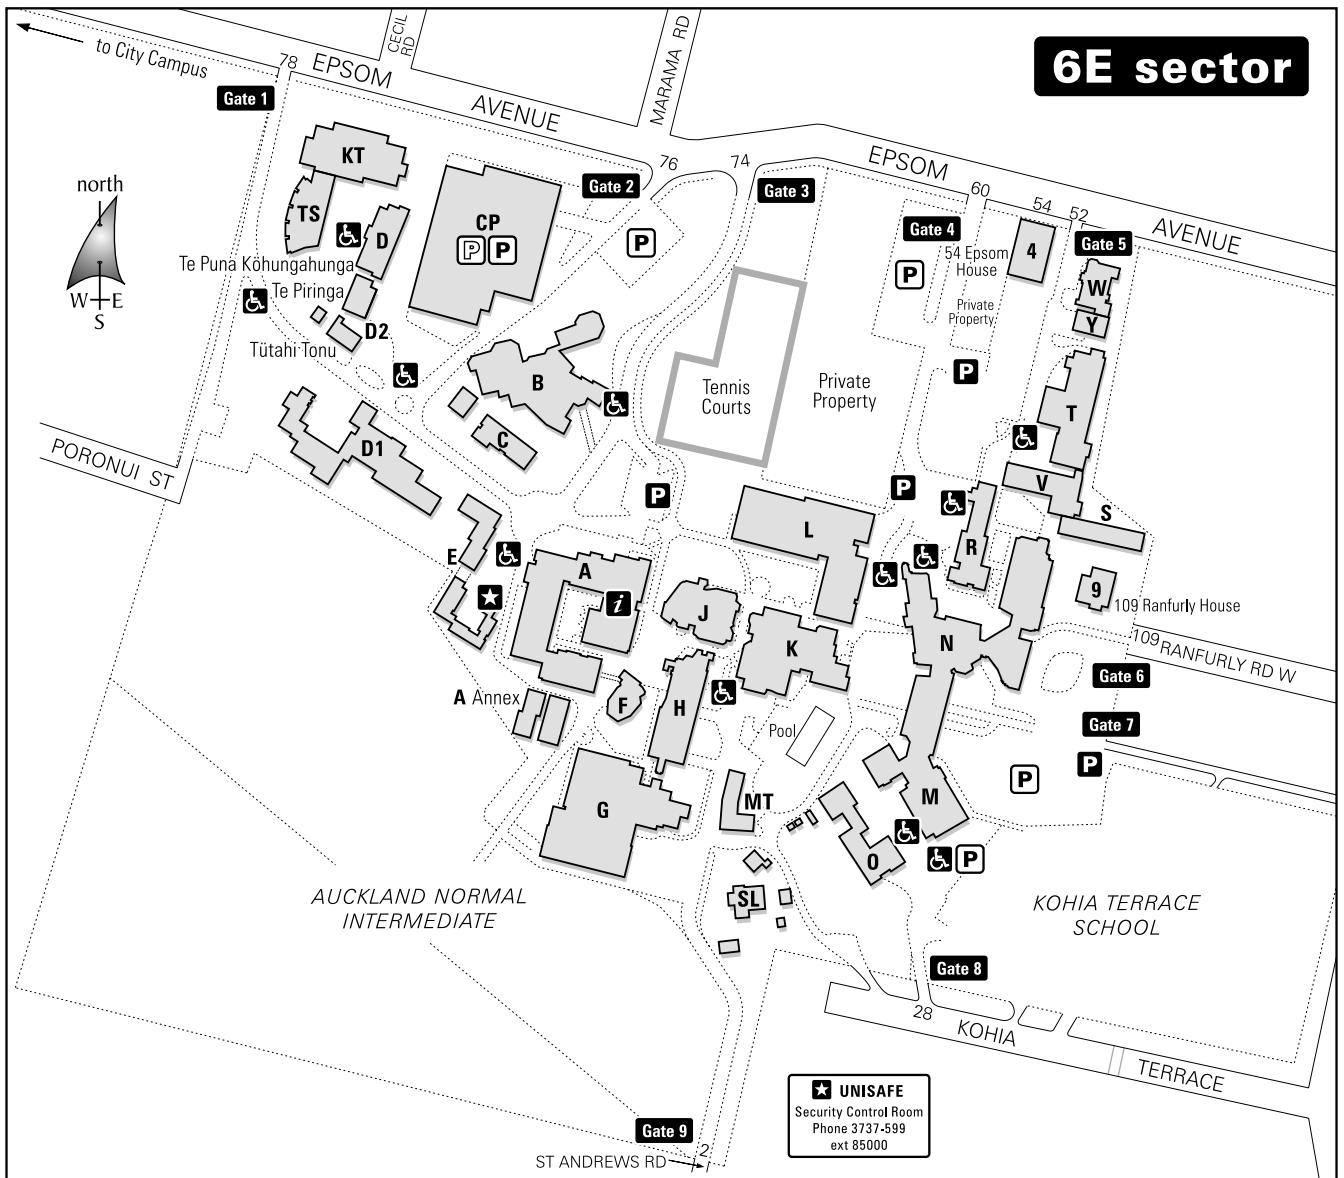 6E sector
to City Campus
78
EPSOM
CECIL
RD
AVENUE
MARAMA RD
Gate 1
76
74
EPSOM
60
54
52
AVENUE
north
W E
S
KT
TS
D
CP
P P
Gate 2
P
Gate 3
Gate 4
54 Epsom
House
4
Gate 5
P
Private
Property
W
Y
Te Puna Köhungahunga
Te Piringa
D2
Tütahi Tonu
B
C
Tennis
Courts
Private
Property
P
T
D1
PORONUI ST
P
P
V
S
L
R
E
A
i
J
K
N
9
109 Ranfurly House
109
RANFURLY RD W
A Annex
F
H
Pool
Gate 6
Gate 7
P
P
G
MT
M
O
P
SL
AUCKLAND NORMAL
INTERMEDIATE
KOHIA TERRACE
SCHOOL
Gate 8
28
KOHIA
TERRACE
UNISAFE
Security Control Room
Phone 3737-599
ext 85000
Gate 9
2
ST ANDREWS RD